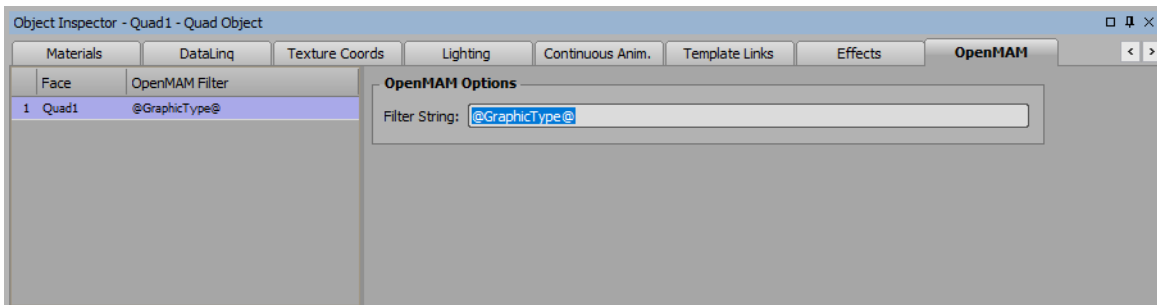 Object Inspector - Quad1 - Quad Object
Materials DataLinq Texture Coords Lighting Continuous Anim. Template Links Effects OpenMAM
Face OpenMAM Filter
1 Quad1 @GraphicType@
OpenMAM Options
Filter String: @GraphicType@